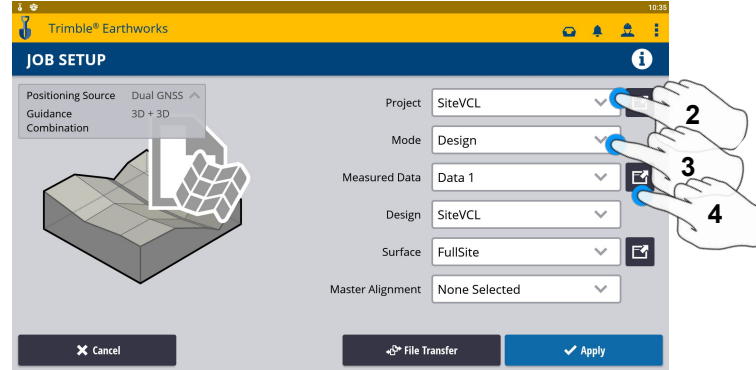 10:35
Trimble® Earthworks
JOB SETUP
Positioning Source Dual GNSS
Guidance Combination 3D + 3D
Project SiteVCL
2
Mode Design
3
Measured Data Data 1
4
Design SiteVCL
Surface FullSite
Master Alignment None Selected
Cancel
File Transfer
Apply